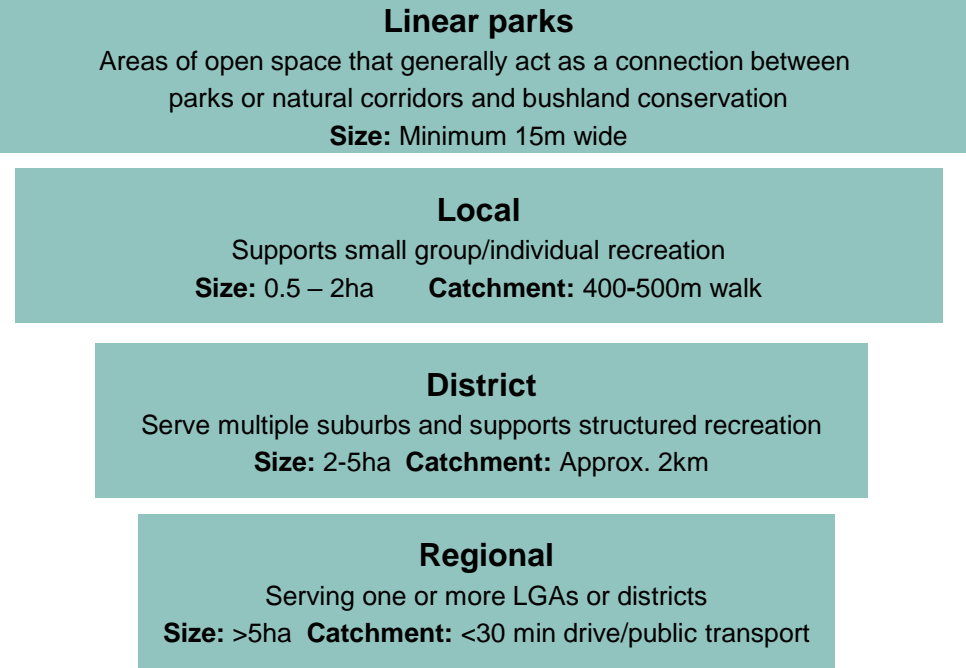 Linear parks
Areas of open space that generally act as a connection between
parks or natural corridors and bushland conservation
Size: Minimum 15m wide
Local
Supports small group/individual recreation
Size: 0.5 – 2ha Catchment: 400-500m walk
District
Serve multiple suburbs and supports structured recreation
Size: 2-5ha Catchment: Approx. 2km
Regional
Serving one or more LGAs or districts
Size: >5ha Catchment: <30 min drive/public transport